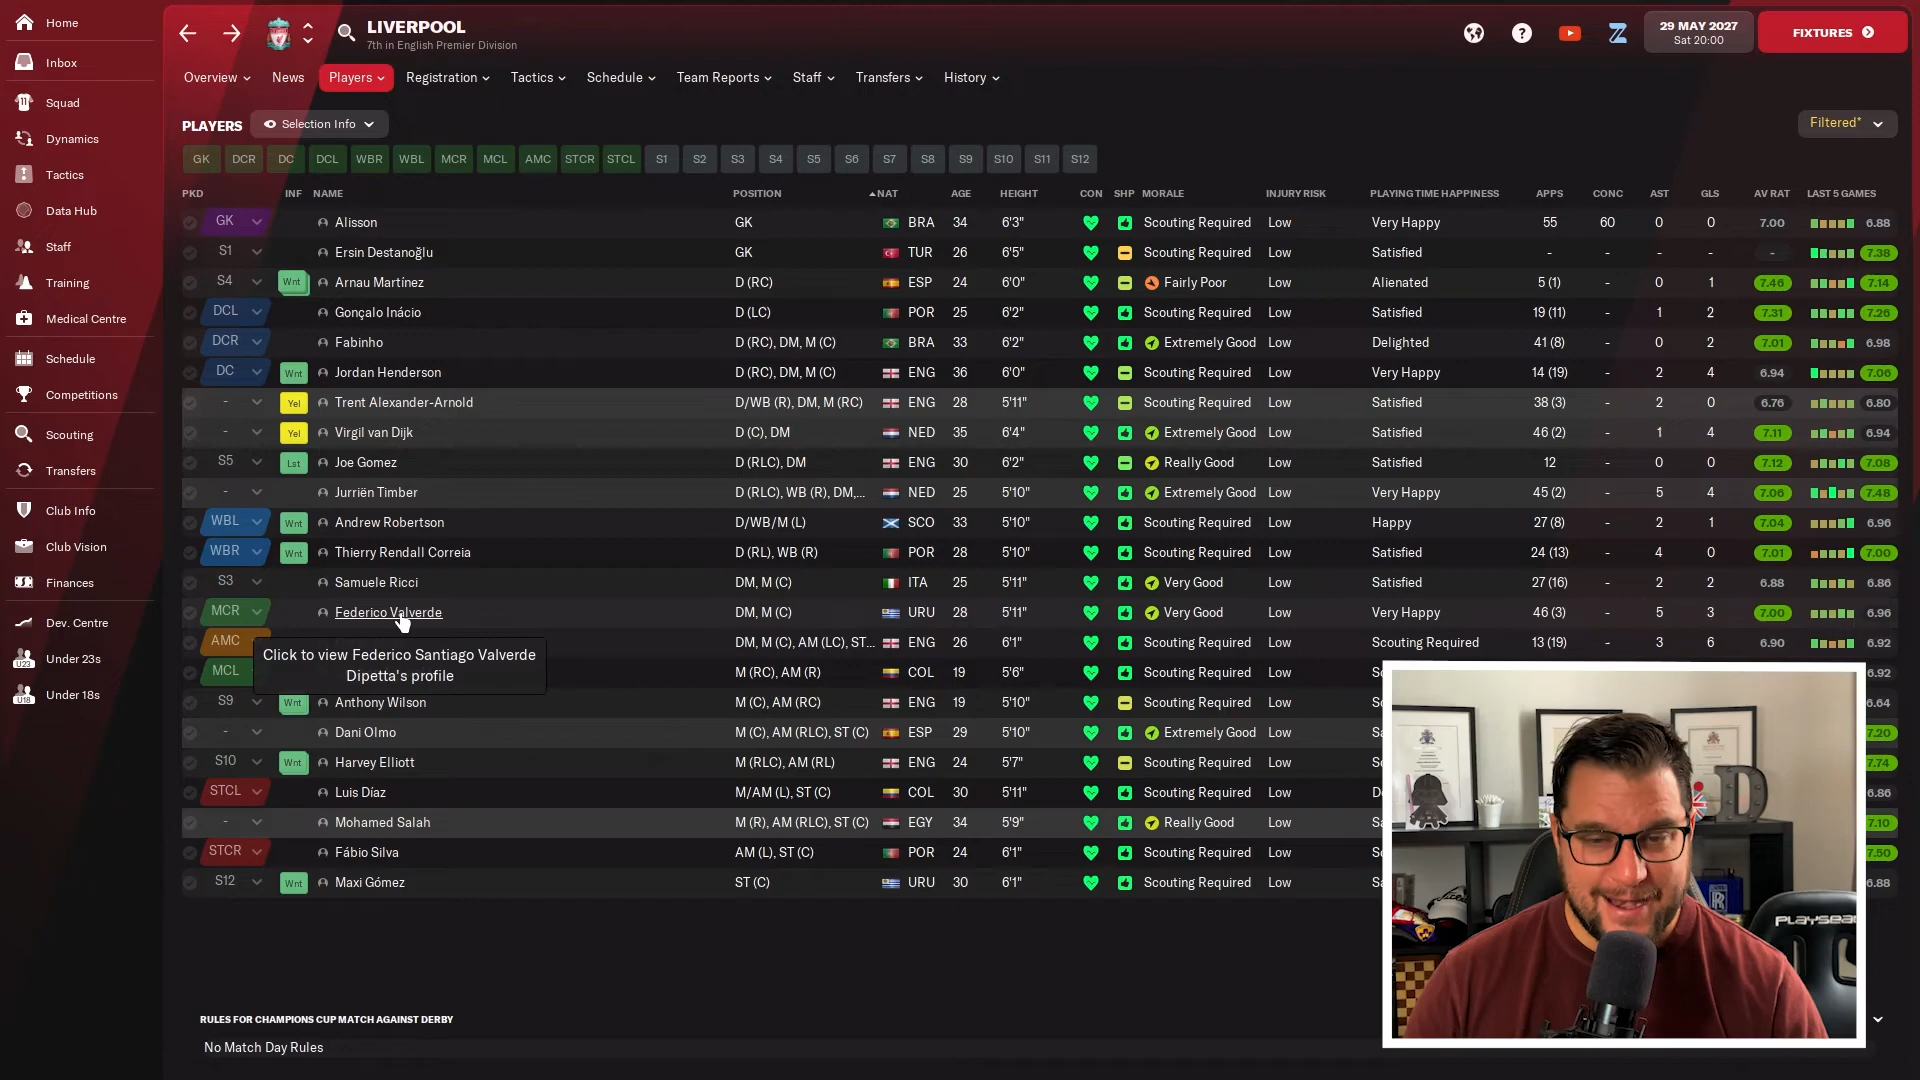 Home
Inbox
Squad
Dynamics
Tactics
Data Hub
Staff
Training
Medical Centre
Schedule
Competitions
Scouting
Transfers
Club Info
Club Vision
Finances
Dev. Centre
U23 Under 23s
U18 Under 18s
LIVERPOOL
7th in English Premier Division
29 MAY 2027
Sat 20:00
FIXTURES
Overview News Players Registration Tactics Schedule Team Reports Staff Transfers History
PLAYERS Selection Info Filtered*
GK DCR DC DCL WBR WBL MCR MCL AMC STCR STCL S1 S2 S3 S4 S5 S6 S7 S8 S9 S10 S11 S12
PKD INF NAME POSITION NAT AGE HEIGHT CON SHP MORALE INJURY RISK PLAYING TIME HAPPINESS APPS CONC AST GLS AV RAT LAST 5 GAMES
GK Alisson GK BRA 34 6'3" Scouting Required Low Very Happy 55 60 0 0 7.00 6.88
S1 Ersin Destanoğlu GK TUR 26 6'5" Scouting Required Low Satisfied - - - - - 7.38
S4 Wnt Arnau Martínez D (RC) ESP 24 6'0" Fairly Poor Low Alienated 5 (1) - 0 1 7.46 7.14
DCL Gonçalo Inácio D (LC) POR 25 6'2" Scouting Required Low Satisfied 19 (11) - 1 2 7.31 7.26
DCR Fabinho D (RC), DM, M (C) BRA 33 6'2" Extremely Good Low Delighted 41 (8) - 0 2 7.01 6.98
DC Wnt Jordan Henderson D (RC), DM, M (C) ENG 36 6'0" Scouting Required Low Very Happy 14 (19) - 2 4 6.94 7.06
- Yel Trent Alexander-Arnold D/WB (R), DM, M (RC) ENG 28 5'11" Scouting Required Low Satisfied 38 (3) - 2 0 6.76 6.80
- Yel Virgil van Dijk D (C), DM NED 35 6'4" Extremely Good Low Satisfied 46 (2) - 1 4 7.11 6.94
S5 Lst Joe Gomez D (RLC), DM ENG 30 6'2" Really Good Low Satisfied 12 - 0 0 7.12 7.08
- Jurriën Timber D (RLC), WB (R), DM,... NED 25 5'10" Extremely Good Low Very Happy 45 (2) - 5 4 7.06 7.48
WBL Wnt Andrew Robertson D/WB/M (L) SCO 33 5'10" Scouting Required Low Happy 27 (8) - 2 1 7.04 6.96
WBR Wnt Thierry Rendall Correia D (RL), WB (R) POR 28 5'10" Scouting Required Low Satisfied 24 (13) - 4 0 7.01 7.00
S3 Samuele Ricci DM, M (C) ITA 25 5'11" Very Good Low Satisfied 27 (16) - 2 2 6.88 6.86
MCR Federico Valverde DM, M (C) URU 28 5'11" Very Good Low Very Happy 46 (3) - 5 3 7.00 6.96
AMC DM, M (C), AM (LC), ST... ENG 26 6'1" Scouting Required Low Scouting Required 13 (19) - 3 6 6.90 6.92
Click to view Federico Santiago Valverde
Dipetta's profile
MCL M (RC), AM (R) COL 19 5'6" Scouting Required Low Sc 6.92
S9 Wnt Anthony Wilson M (C), AM (RC) ENG 19 5'10" Scouting Required Low Sc 6.64
- Dani Olmo M (C), AM (RLC), ST (C) ESP 29 5'10" Extremely Good Low Sa 7.20
S10 Wnt Harvey Elliott M (RLC), AM (RL) ENG 24 5'7" Scouting Required Low Sa 7.74
STCL Luis Díaz M/AM (L), ST (C) COL 30 5'11" Scouting Required Low D 6.86
- Mohamed Salah M (R), AM (RLC), ST (C) EGY 34 5'9" Really Good Low Sa 7.10
STCR Fábio Silva AM (L), ST (C) POR 24 6'1" Scouting Required Low Sc 7.50
S12 Wnt Maxi Gómez ST (C) URU 30 6'1" Scouting Required Low Sa 6.88
PLAYSEA
RULES FOR CHAMPIONS CUP MATCH AGAINST DERBY
No Match Day Rules